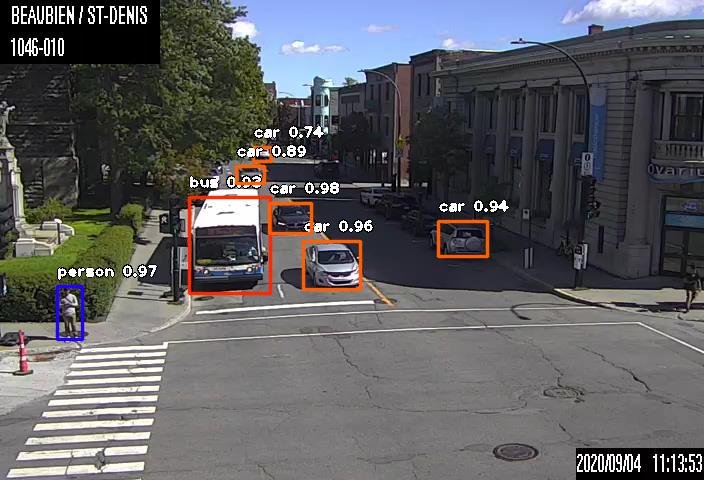 BEAUBIEN / ST-DENIS
1046-010
car 0.74
car 0.89
bus 0.93
car 0.98
car 0.96
car 0.94
person 0.97
2020/09/04 11:13:53